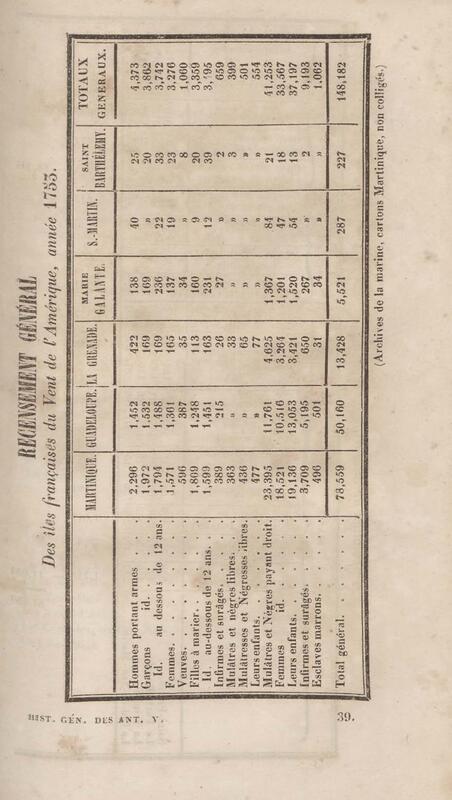 RECENSEMENT GÉNÉRAL
Des îles françaises du Vent de l'Amérique, année 1753.
MARTINIQUE. GUADELOUPE. LA GRENADE. MARIE GALANTE. S.-MARTIN. SAINT BARTHÉLEMY. TOTAUX GENERAUX.
Hommes portant armes . . . 2,296 1,452 422 138 40 25 4,373
Garçons id. . . . . 1,972 1,532 169 169 » 20 3,862
Id. au dessous de 12 ans. 1,794 1,488 169 236 22 33 3,742
Femmes. . . . . . . 1,571 1,361 165 137 19 23 3,276
Veuves. . . . . . . 596 387 35 34 » 8 1,060
Filles à marier. . . . . 1,869 1,248 113 160 9 20 3,359
Id au-dessous de 12 ans. . . 1,599 1,451 163 231 12 39
Infirmes et surâgés. . . . 389 215 26 27 » 2 659
Mulâtres et nègres libres. . . 363 » 33 » » 3 399
Mulâtresses et Négresses libres. 436 » 65 » » » 501
Leurs enfants. . . . . 477 » 77 » » » 554
Mulâtres et Nègres payant droit. 23,395 11,761 4,625 1,367 84 21 41,253
Femmes id. . . . . 18,521 10,516 3,264 1,201 47 18 33,567
Leurs enfants. . . . . 19,136 13,053 3,421 1,520 54 13 37,197
Infirmes et surâgés. . . . 3,709 5,195 650 267 » 2 9,193
Esclaves marrons. . . . 496 501 31 34 » » 1,062
Total général. . . . . 78,559 50,160 13,428 5,521 287 227 148,182
(Archives de la marine, cartons Martinique, non colligés.)
HIST. GÉN. DES ANT. V. 39.